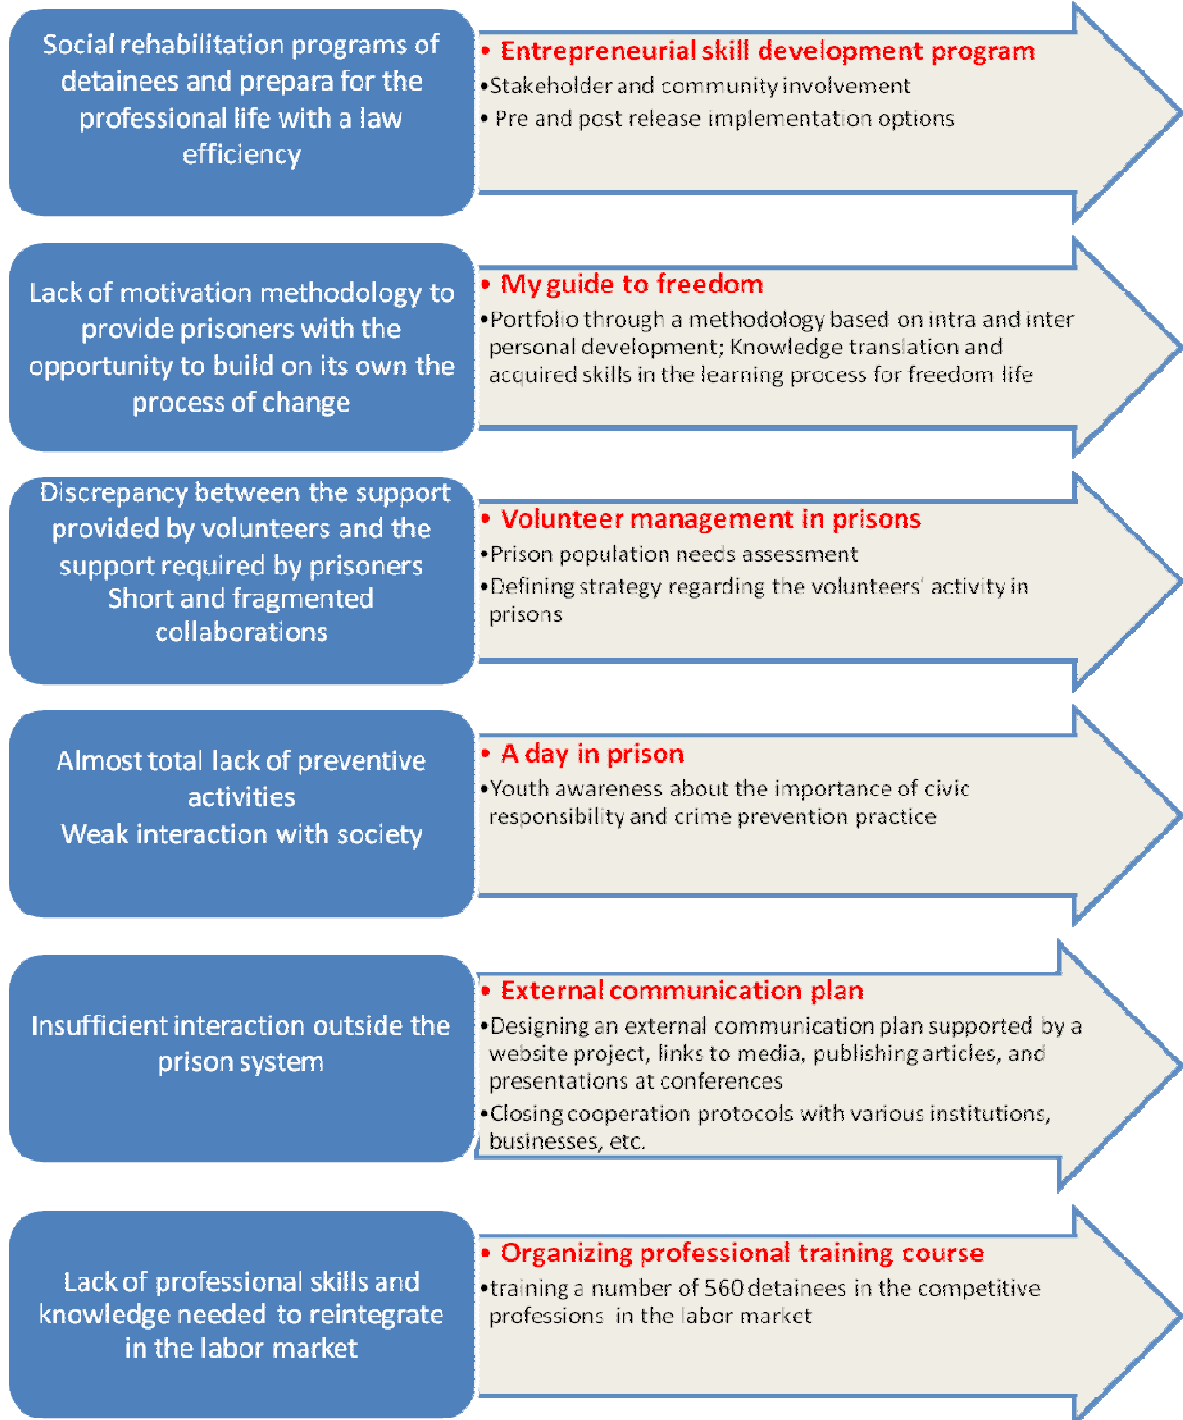 Social rehabilitation programs of
detainees and prepara for the
professional life with a law
efficiency
• Entrepreneurial skill development program
•Stakeholder and community involvement
• Pre and post release implementation options
Lack of motivation methodology to
provide prisoners with the
opportunity to build on its own the
process of change
• My guide to freedom
•Portfolio through a methodology based on intra and inter
personal development; Knowledge translation and
acquired skills in the learning process for freedom life
Discrepancy between the support
provided by volunteers and the
support required by prisoners
Short and fragmented
collaborations
• Volunteer management in prisons
•Prison population needs assessment
•Defining strategy regarding the volunteers' activity in
prisons
Almost total lack of preventive
activities
Weak interaction with society
• A day in prison
•Youth awareness about the importance of civic
responsibility and crime prevention practice
Insufficient interaction outside the
prison system
• External communication plan
•Designing an external communication plan supported by a
website project, links to media, publishing articles, and
presentations at conferences
•Closing cooperation protocols with various institutions,
businesses, etc.
Lack of professional skills and
knowledge needed to reintegrate
in the labor market
• Organizing professional training course
•training a number of 560 detainees in the competitive
professions in the labor market